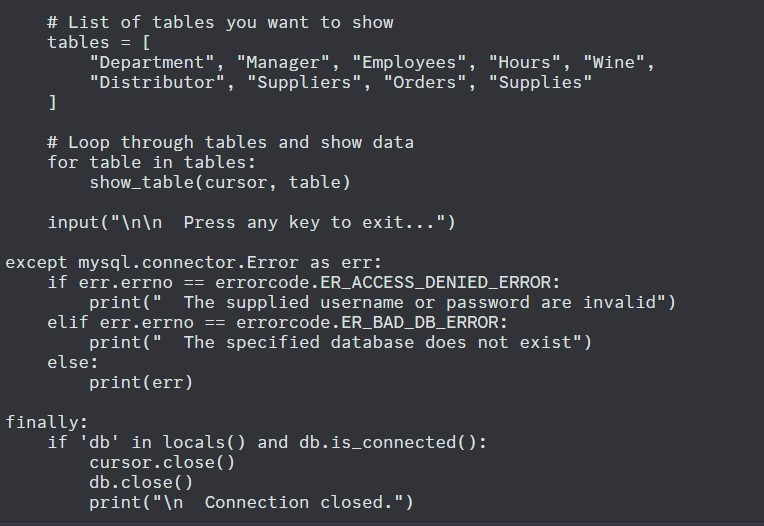 # List of tables you want to show
tables = [
"Department", "Manager", "Employees", "Hours", "Wine",
"Distributor", "Suppliers", "Orders", "Supplies"
]
# Loop through tables and show data
for table in tables:
show_table(cursor, table)
input("\n\n  Press any key to exit...")
except mysql.connector.Error as err:
if err.errno == errorcode.ER_ACCESS_DENIED_ERROR:
print("  The supplied username or password are invalid")
elif err.errno == errorcode.ER_BAD_DB_ERROR:
print("  The specified database does not exist")
else:
print(err)
finally:
if 'db' in locals() and db.is_connected():
cursor.close()
db.close()
print("\n  Connection closed.")